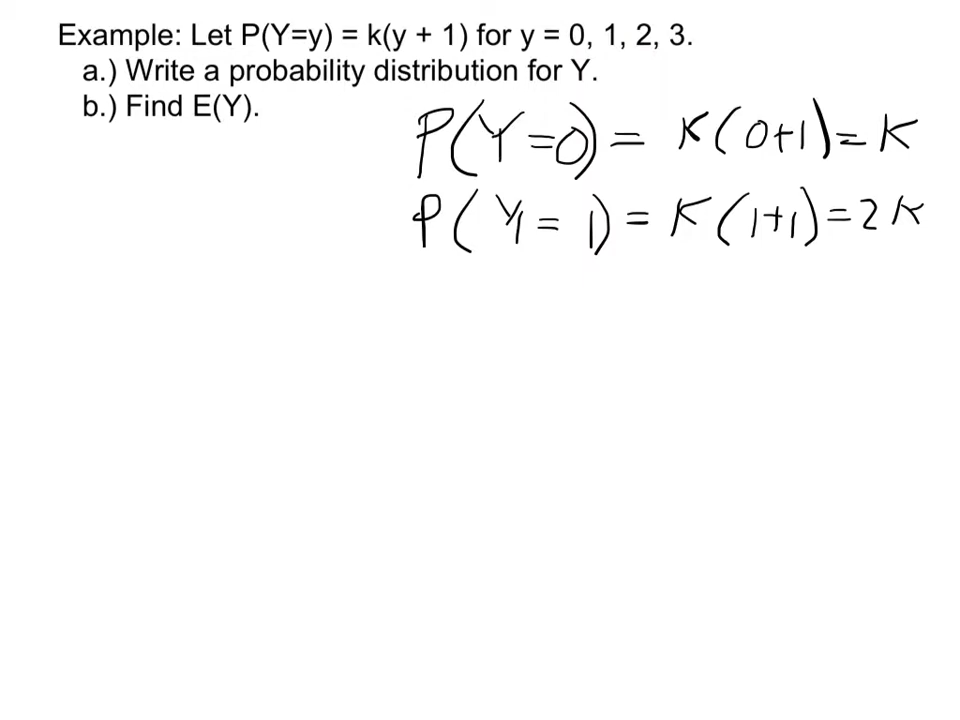 Example: Let P(Y=y) = k(y + 1) for y = 0, 1, 2, 3.
a.) Write a probability distribution for Y.
b.) Find E(Y).
P(Y=0) = K(0+1)=K
P(Y=1) = K(1+1)=2K